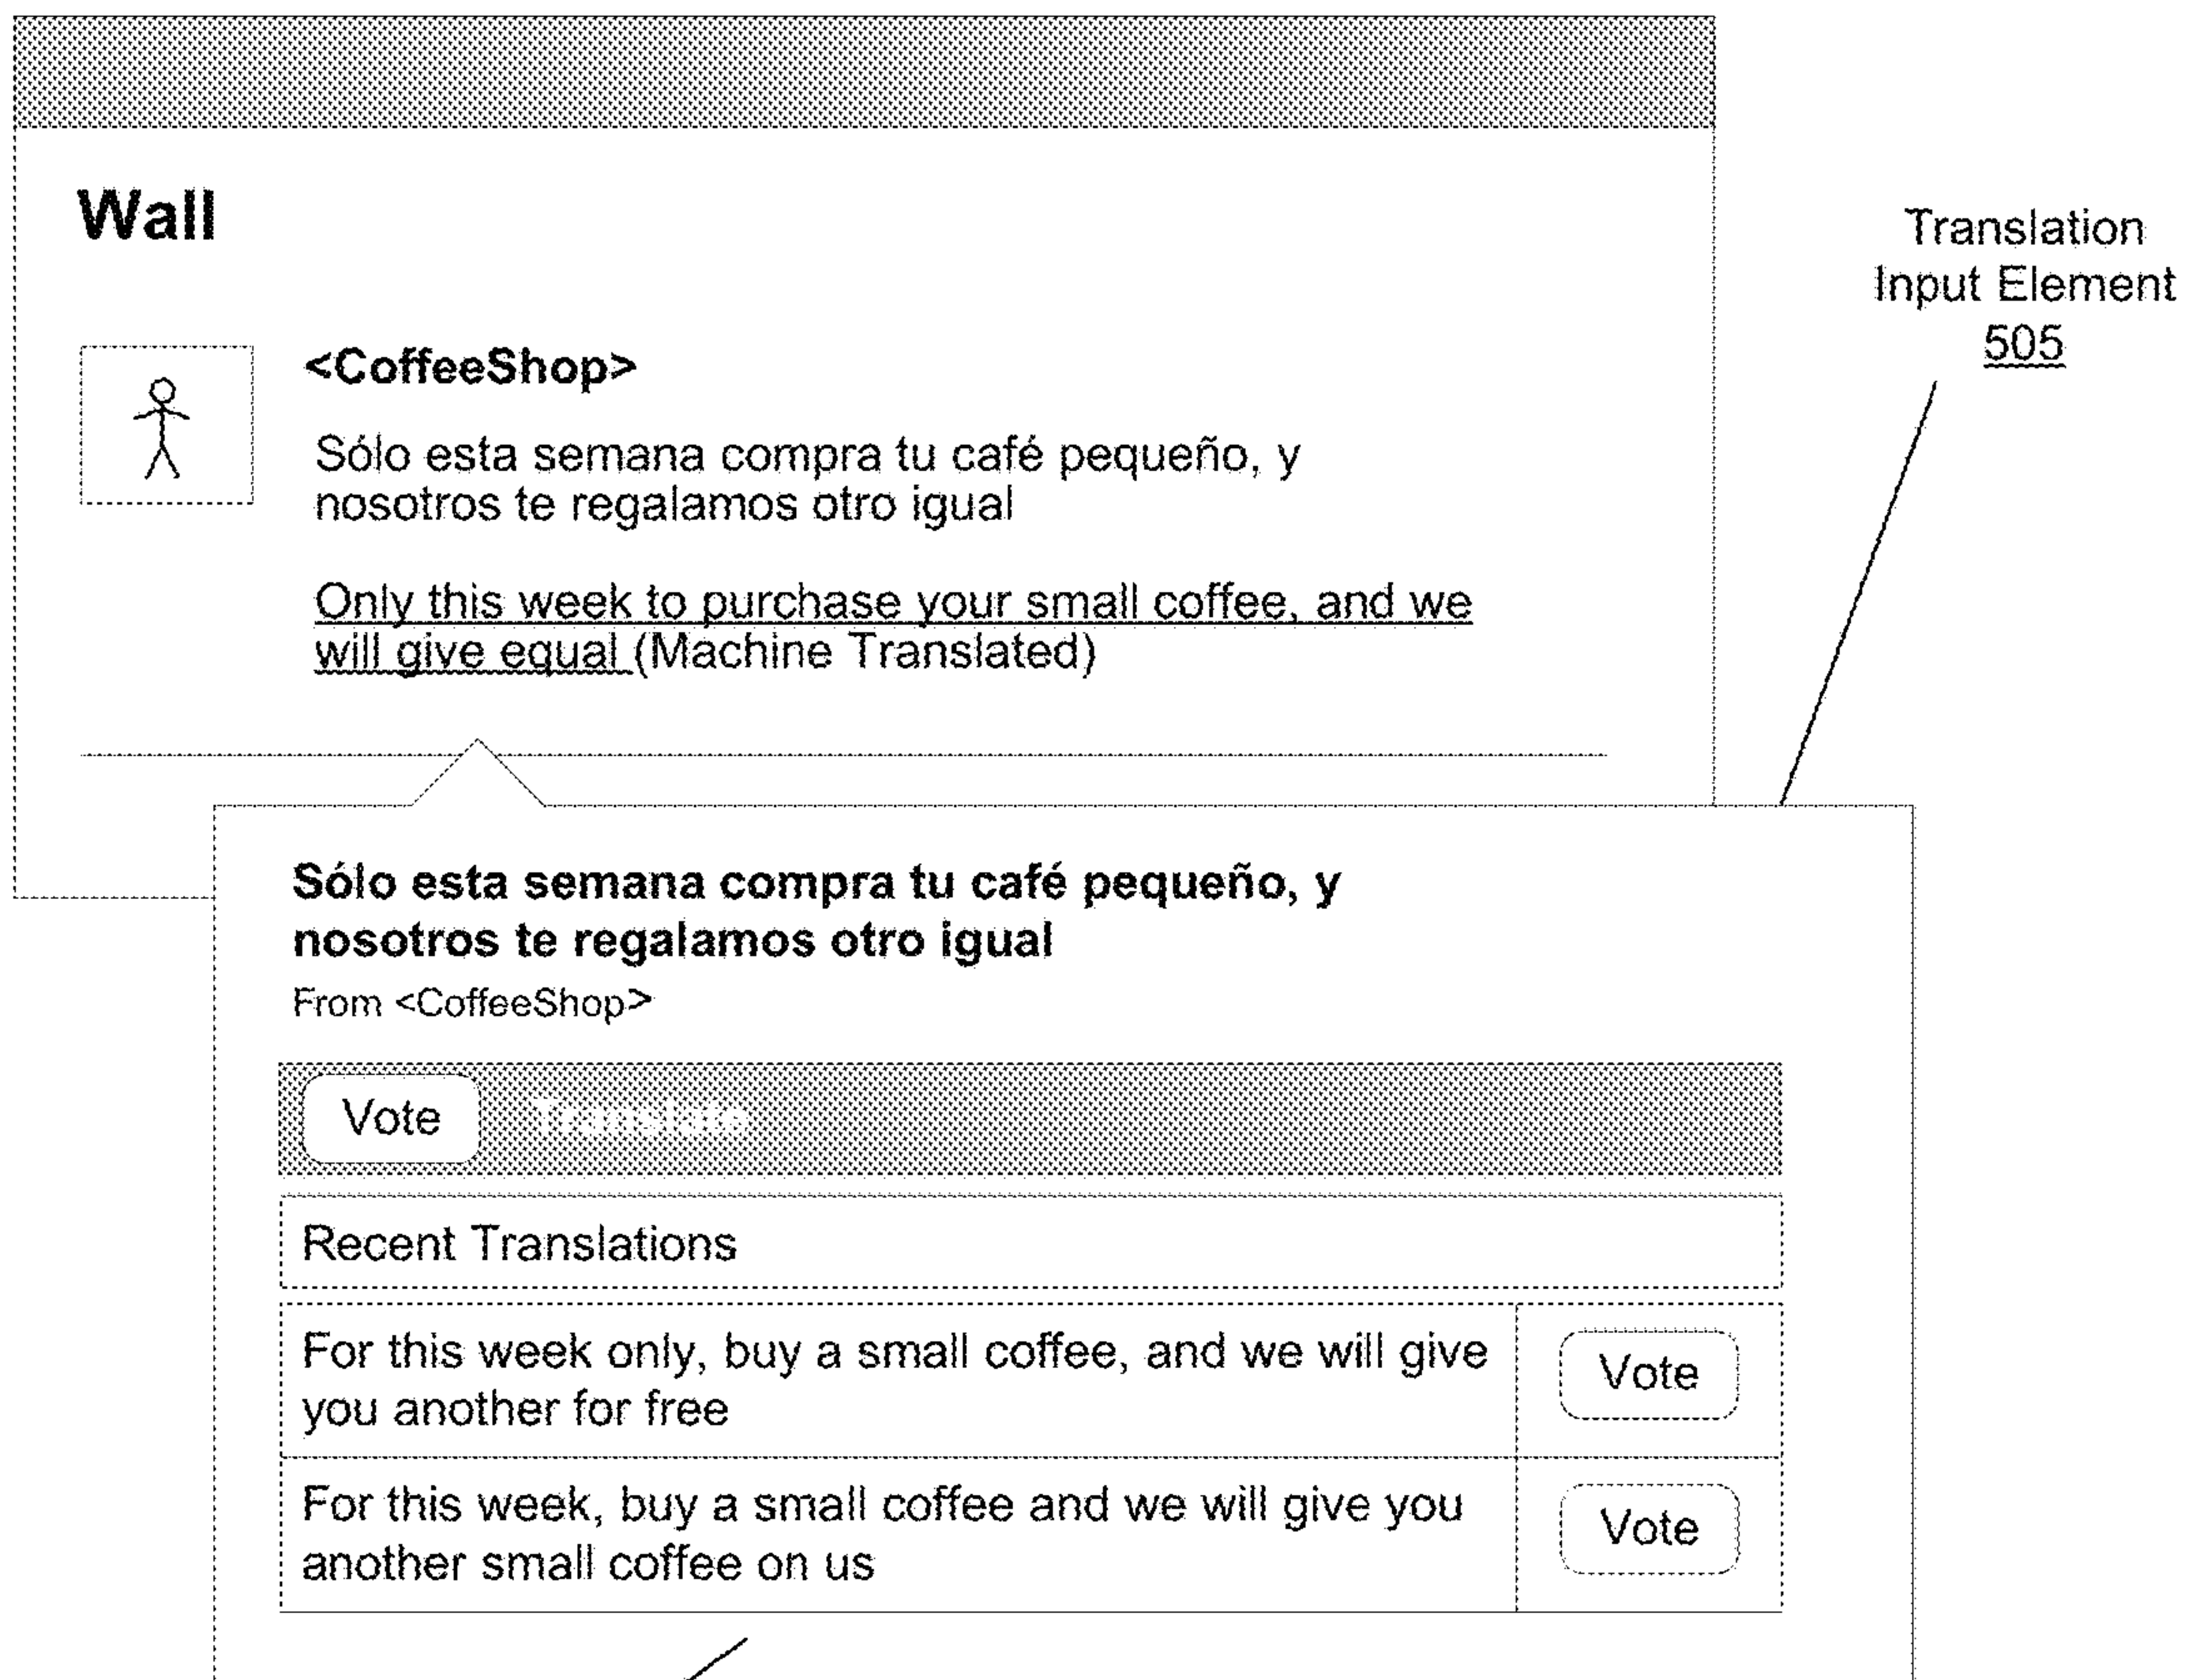 Wall
Translation
Input Element
505
<CoffeeShop>
Sólo esta semana compra tu café pequeño, y
nosotros te regalamos otro igual
Only this week to purchase your small coffee, and we
will give equal (Machine Translated)
Sólo esta semana compra tu café pequeño, y
nosotros te regalamos otro igual
From <CoffeeShop>
Vote Translate
Recent Translations
For this week only, buy a small coffee, and we will give
you another for free
Vote
For this week, buy a small coffee and we will give you
another small coffee on us
Vote